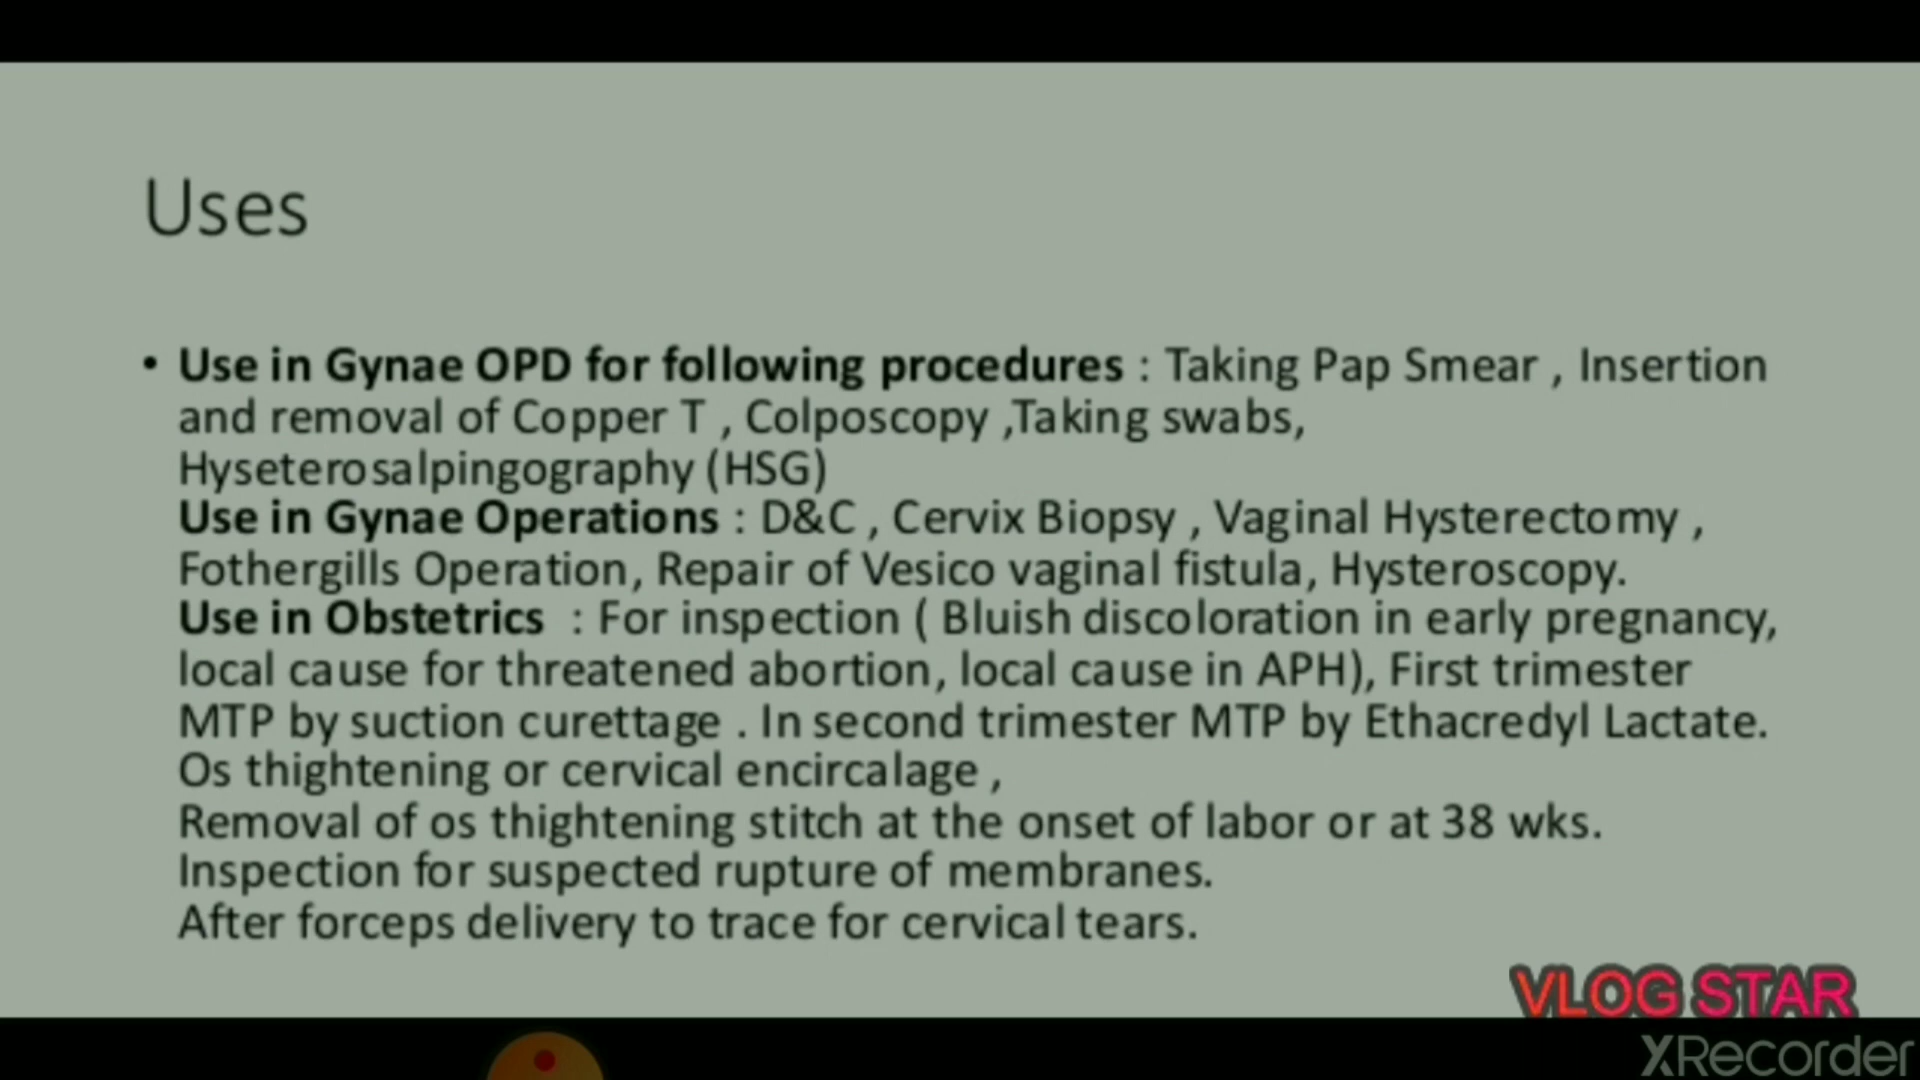 Uses
• Use in Gynae OPD for following procedures : Taking Pap Smear , Insertion
and removal of Copper T , Colposcopy ,Taking swabs,
Hyseterosalpingography (HSG)
Use in Gynae Operations : D&C , Cervix Biopsy , Vaginal Hysterectomy ,
Fothergills Operation, Repair of Vesico vaginal fistula, Hysteroscopy.
Use in Obstetrics : For inspection ( Bluish discoloration in early pregnancy,
local cause for threatened abortion, local cause in APH), First trimester
MTP by suction curettage . In second trimester MTP by Ethacredyl Lactate.
Os thightening or cervical encircalage ,
Removal of os thightening stitch at the onset of labor or at 38 wks.
Inspection for suspected rupture of membranes.
After forceps delivery to trace for cervical tears.
VLOG STAR
XRecorder